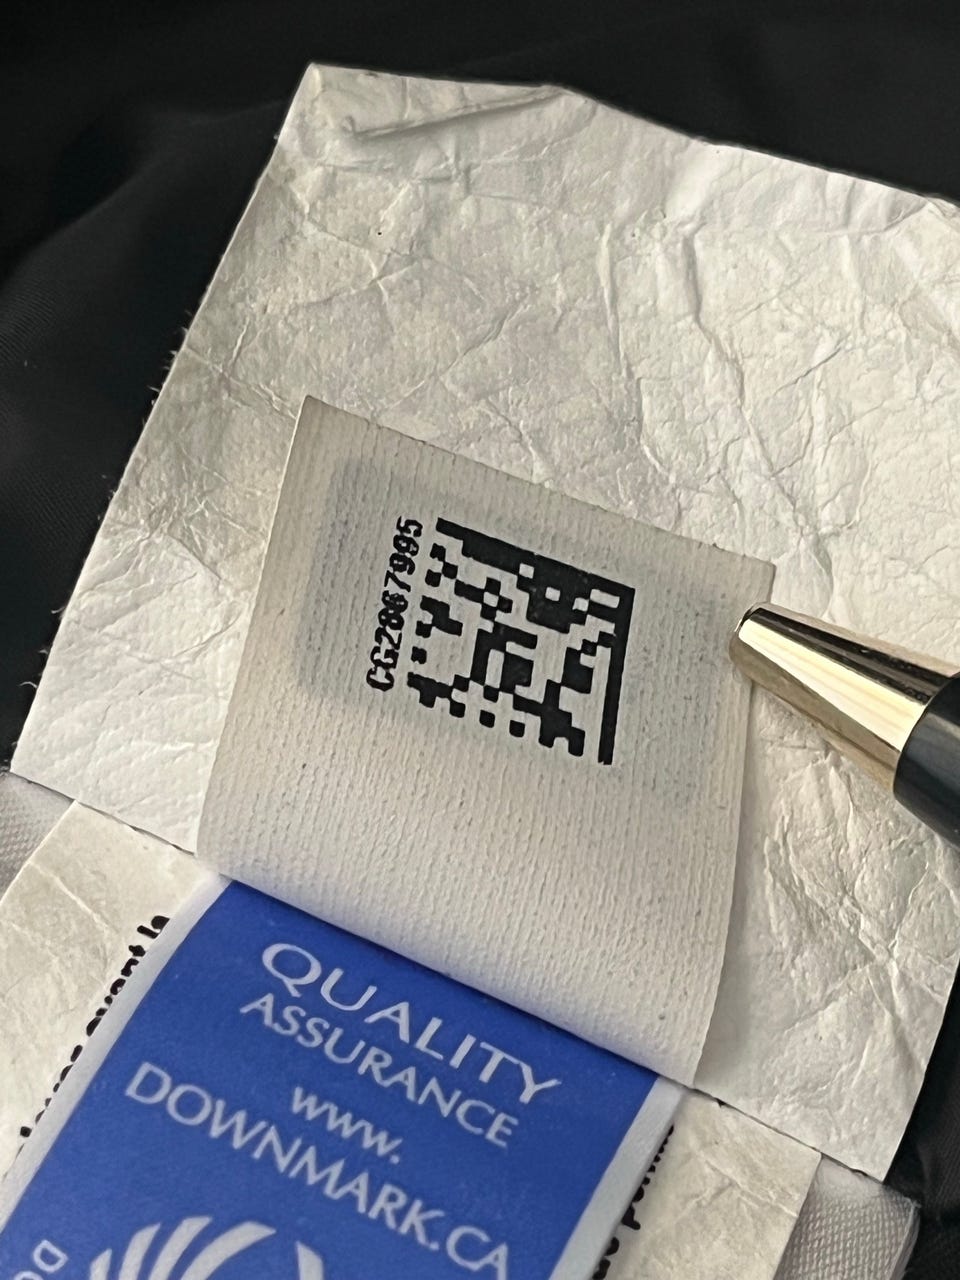 CG2867995
QUALITY
ASSURANCE
www.
DOWNMARK.CA